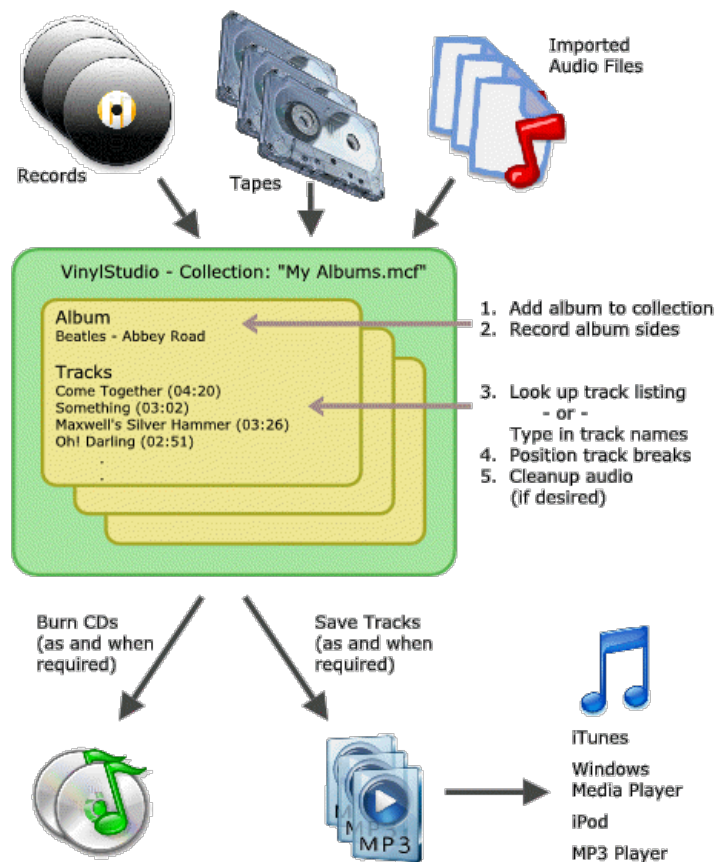 Imported
Audio Files
Records
Tapes
VinylStudio - Collection: "My Albums.mcf"
Album
Beatles - Abbey Road
Tracks
Come Together (04:20)
Something (03:02)
Maxwell's Silver Hammer (03:26)
Oh! Darling (02:51)
.
.
1. Add album to collection
2. Record album sides
3. Look up track listing
- or -
Type in track names
4. Position track breaks
5. Cleanup audio
(if desired)
Burn CDs
(as and when
required)
Save Tracks
(as and when
required)
MP3
iTunes
Windows
Media Player
iPod
MP3 Player